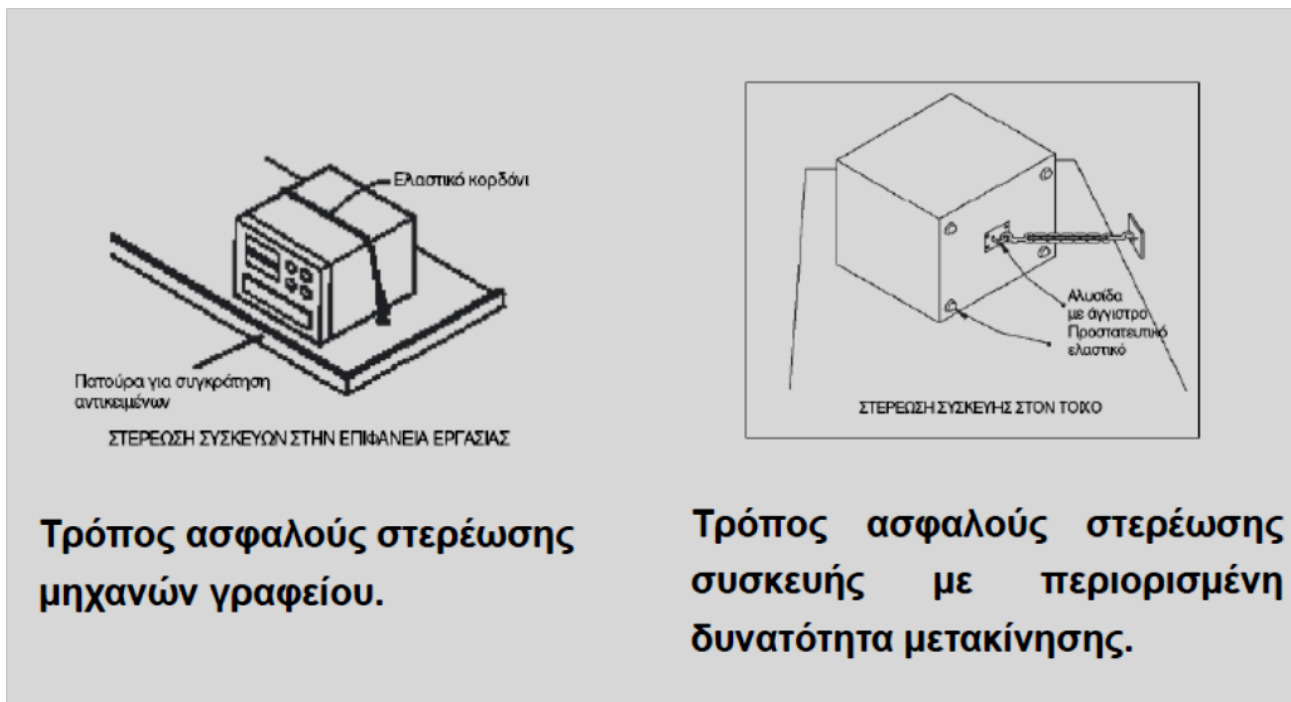 Ελαστικό κορδόνι
Πατούρα για συγκράτηση
αντικειμένων
ΣΤΕΡΕΩΣΗ ΣΥΣΚΕΥΩΝ ΣΤΗΝ ΕΠΙΦΑΝΕΙΑ ΕΡΓΑΣΙΑΣ
Τρόπος ασφαλούς στερέωσης
μηχανών γραφείου.
Αλυσίδα
με άγγιστρο
Προστατευτικό
ελαστικό
ΣΤΕΡΕΩΣΗ ΣΥΣΚΕΥΗΣ ΣΤΟΝ ΤΟΙΧΟ
Τρόπος ασφαλούς στερέωσης
συσκευής με περιορισμένη
δυνατότητα μετακίνησης.